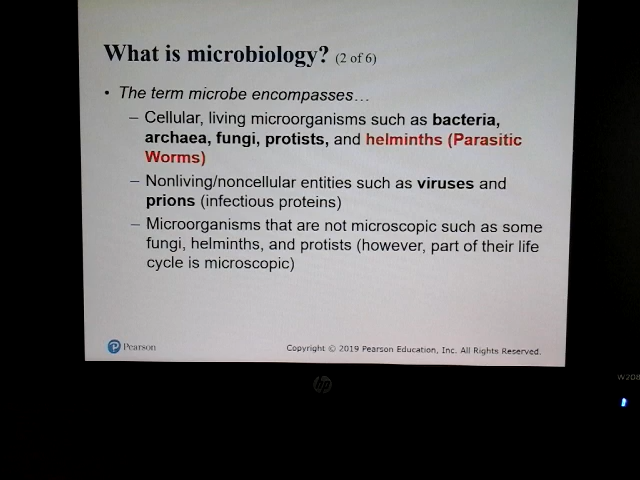 What is microbiology? (2 of 6)
• The term microbe encompasses…
– Cellular, living microorganisms such as bacteria,
archaea, fungi, protists, and helminths (Parasitic
Worms)
– Nonliving/noncellular entities such as viruses and
prions (infectious proteins)
– Microorganisms that are not microscopic such as some
fungi, helminths, and protists (however, part of their life
cycle is microscopic)
Pearson
Copyright © 2019 Pearson Education, Inc. All Rights Reserved.
hp
W208